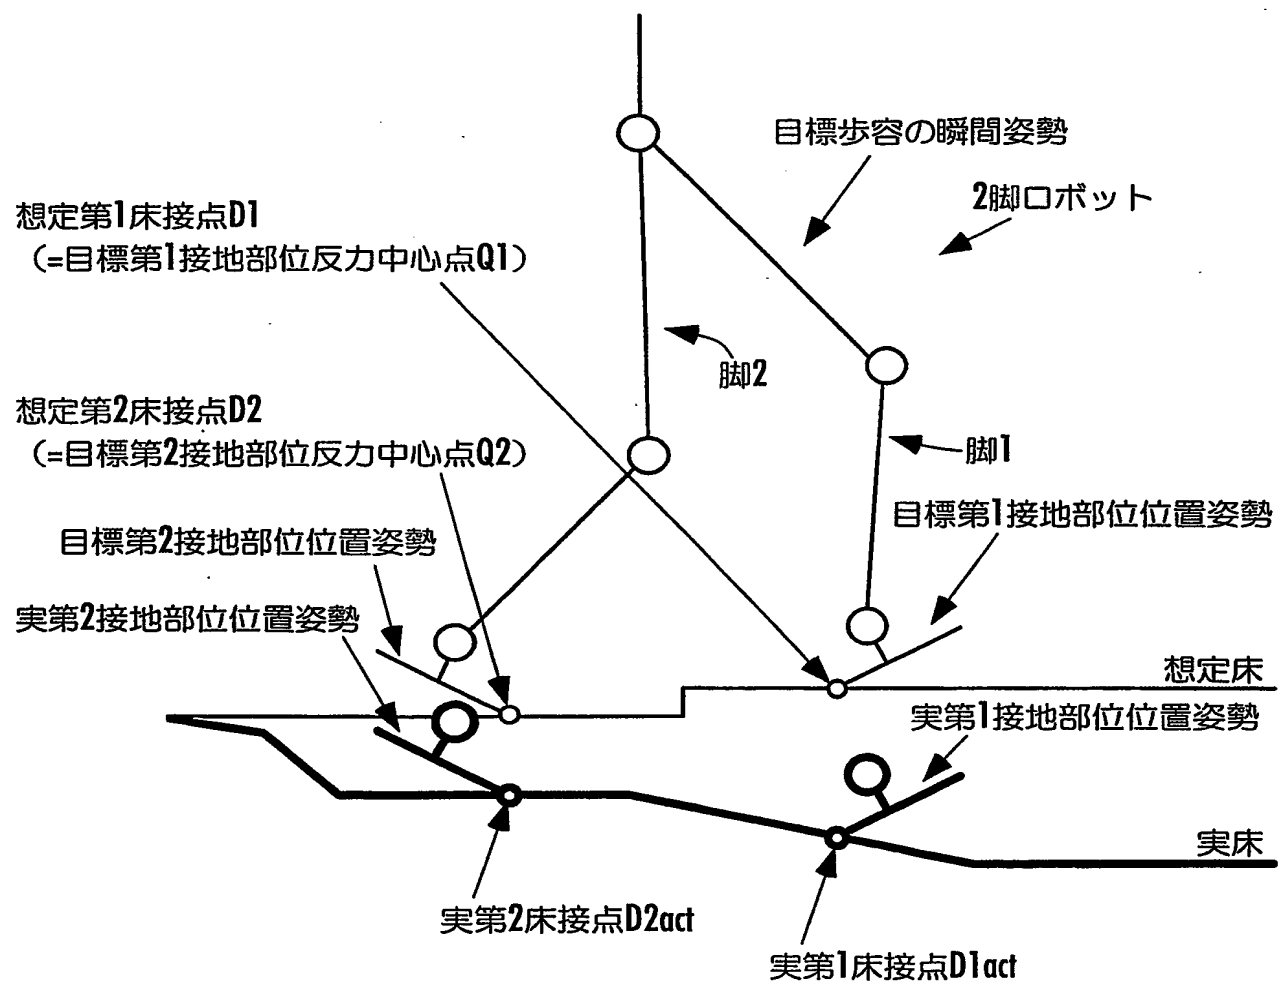 目標歩容の瞬間姿勢
2脚ロボット
想定第1床接点D1
（=目標第1接地部位反力中心点Q1）
脚2
想定第2床接点D2
（=目標第2接地部位反力中心点Q2）
脚1
目標第1接地部位位置姿勢
目標第2接地部位位置姿勢
実第2接地部位位置姿勢
想定床
実第1接地部位位置姿勢
実床
実第2床接点D2act
実第1床接点D1act